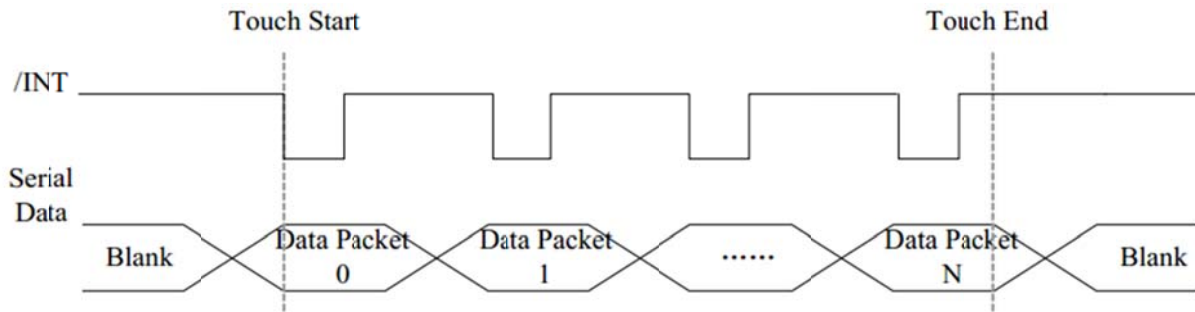 Touch Start
Touch End
/INT
Serial
Data
Blank
Data Packet
0
Data Packet
1
......
Data Packet
N
Blank